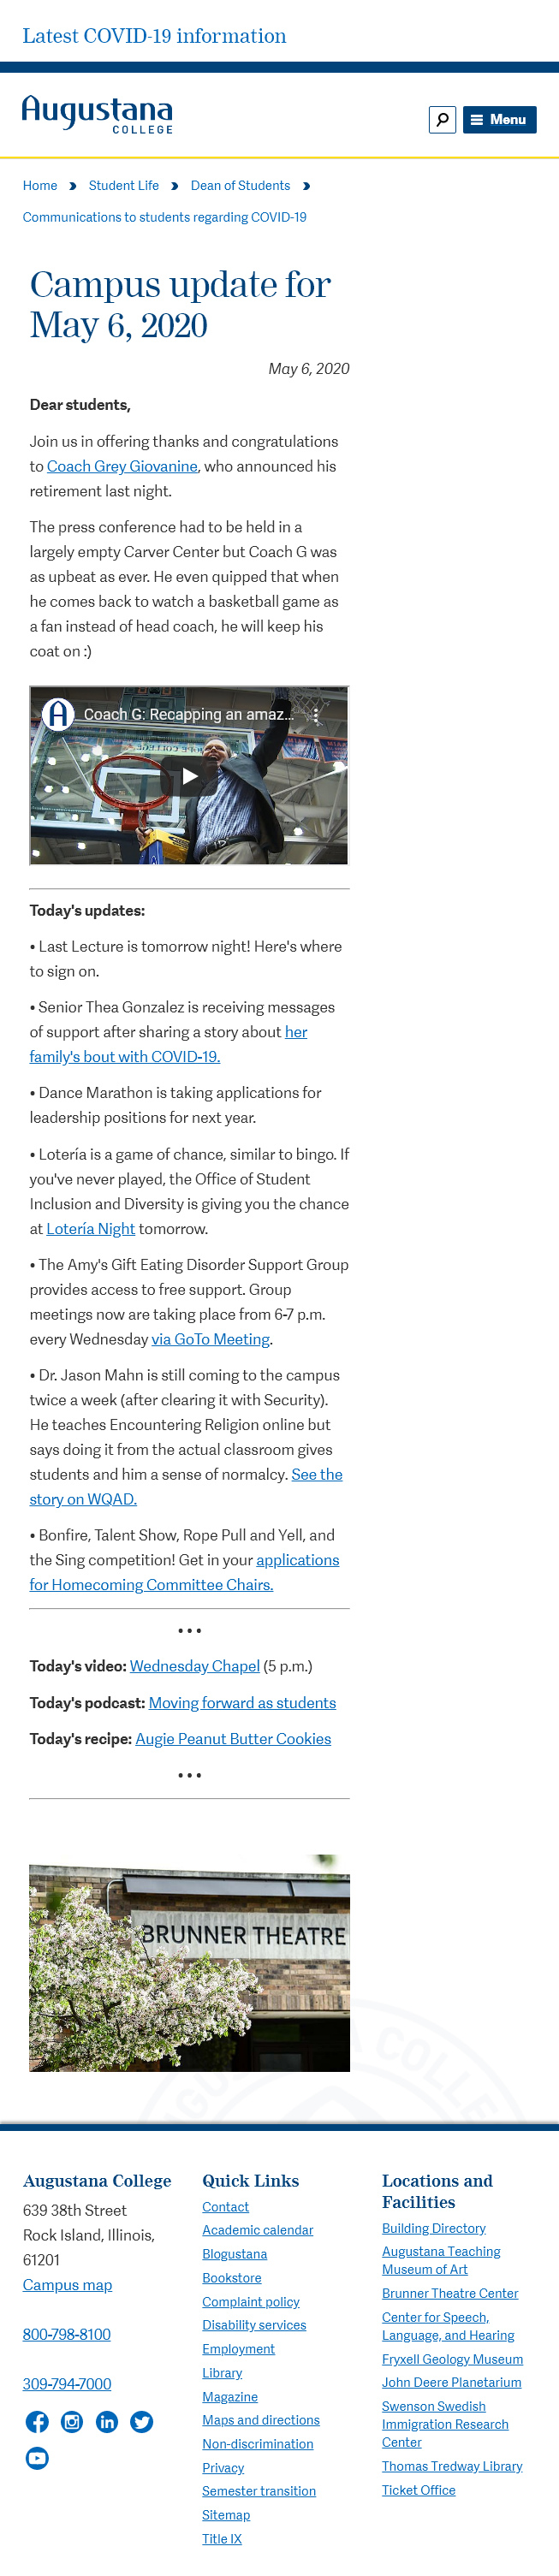 Latest COVID-19 information
Augustana
COLLEGE
Menu
Home
Student Life
Dean of Students
Communications to students regarding COVID-19
Campus update for
May 6, 2020
May 6, 2020
Dear students,
Join us in offering thanks and congratulations
to Coach Grey Giovanine, who announced his
retirement last night.
The press conference had to be held in a
largely empty Carver Center but Coach G was
as upbeat as ever. He even quipped that when
he comes back to watch a basketball game as
a fan instead of head coach, he will keep his
coat on :)
Coach G: Recapping an amaz...
Today's updates:
• Last Lecture is tomorrow night! Here's where
to sign on.
• Senior Thea Gonzalez is receiving messages
of support after sharing a story about her
family's bout with COVID-19.
• Dance Marathon is taking applications for
leadership positions for next year.
• Lotería is a game of chance, similar to bingo. If
you've never played, the Office of Student
Inclusion and Diversity is giving you the chance
at Lotería Night tomorrow.
• The Amy's Gift Eating Disorder Support Group
provides access to free support. Group
meetings now are taking place from 6-7 p.m.
every Wednesday via GoTo Meeting.
• Dr. Jason Mahn is still coming to the campus
twice a week (after clearing it with Security).
He teaches Encountering Religion online but
says doing it from the actual classroom gives
students and him a sense of normalcy. See the
story on WQAD.
• Bonfire, Talent Show, Rope Pull and Yell, and
the Sing competition! Get in your applications
for Homecoming Committee Chairs.
• • •
Today's video: Wednesday Chapel (5 p.m.)
Today's podcast: Moving forward as students
Today's recipe: Augie Peanut Butter Cookies
• • •
BRUNNER THEATRE
Augustana College
639 38th Street
Rock Island, Illinois,
61201
Campus map
800-798-8100
309-794-7000
Quick Links
Contact
Academic calendar
Blogustana
Bookstore
Complaint policy
Disability services
Employment
Library
Magazine
Maps and directions
Non-discrimination
Privacy
Semester transition
Sitemap
Title IX
Locations and
Facilities
Building Directory
Augustana Teaching
Museum of Art
Brunner Theatre Center
Center for Speech,
Language, and Hearing
Fryxell Geology Museum
John Deere Planetarium
Swenson Swedish
Immigration Research
Center
Thomas Tredway Library
Ticket Office